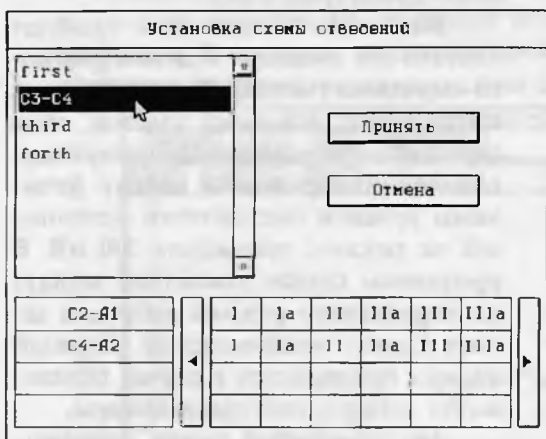 Установка схемы отведений
first
C3-C4
third
forth
Принять
Отмена
C2-A1 I Ia II IIa III IIIa
C4-A2 I Ia II IIa III IIIa